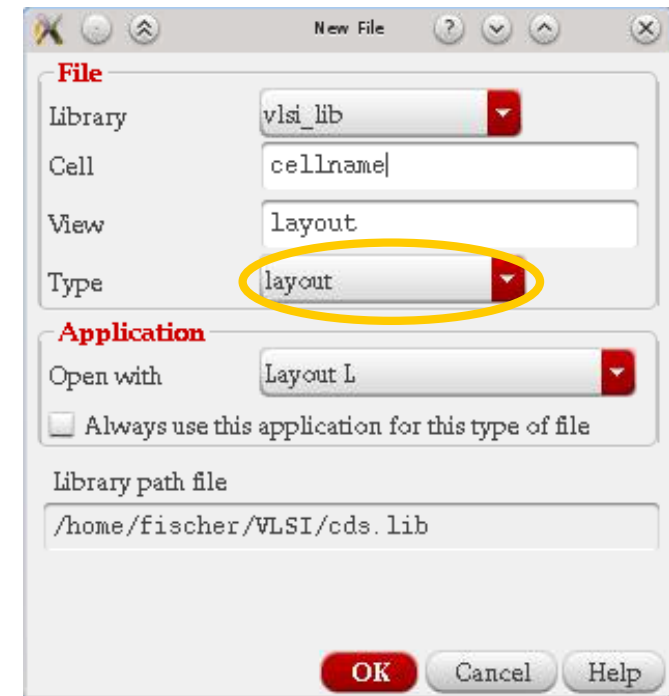 New File
File
Library vlsi_lib
Cell cellname
View layout
Type layout
Application
Open with Layout L
Always use this application for this type of file
Library path file
/home/fischer/VLSI/cds.lib
OK Cancel Help